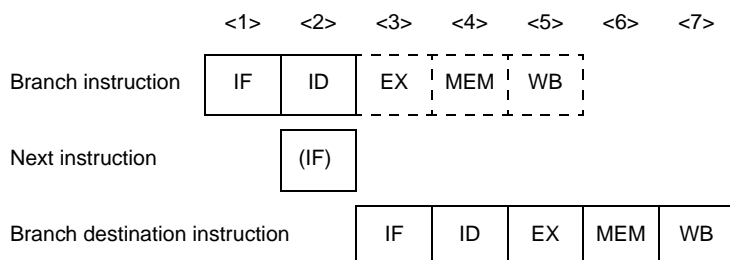 <1> <2> <3> <4> <5> <6> <7>
Branch instruction IF ID EX MEM WB
Next instruction (IF)
Branch destination instruction IF ID EX MEM WB